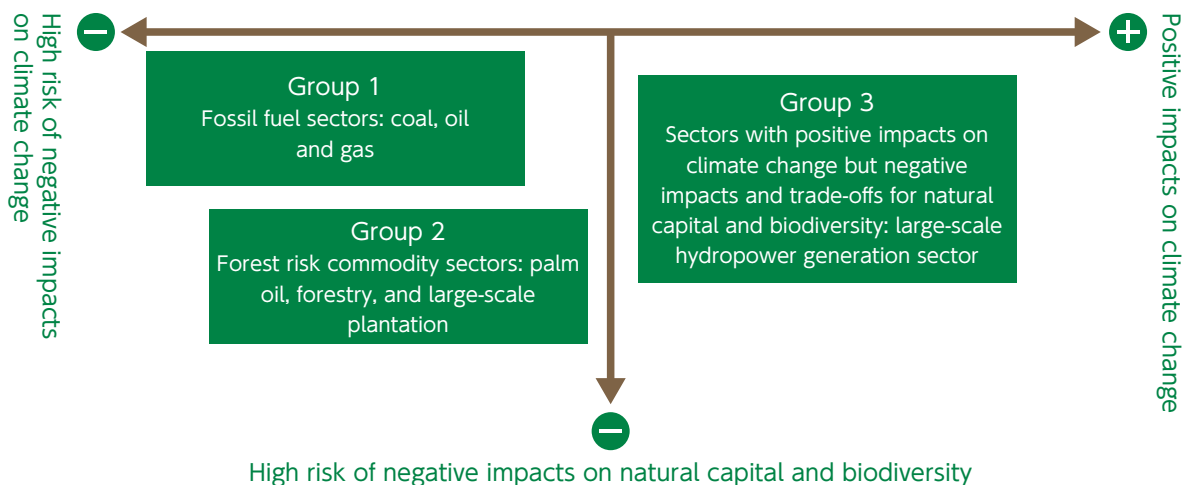 High risk of negative impacts
on climate change
Group 1
Fossil fuel sectors: coal, oil
and gas
Group 2
Forest risk commodity sectors: palm
oil, forestry, and large-scale
plantation
Group 3
Sectors with positive impacts on
climate change but negative
impacts and trade-offs for natural
capital and biodiversity: large-scale
hydropower generation sector
Positive impacts on climate change
High risk of negative impacts on natural capital and biodiversity